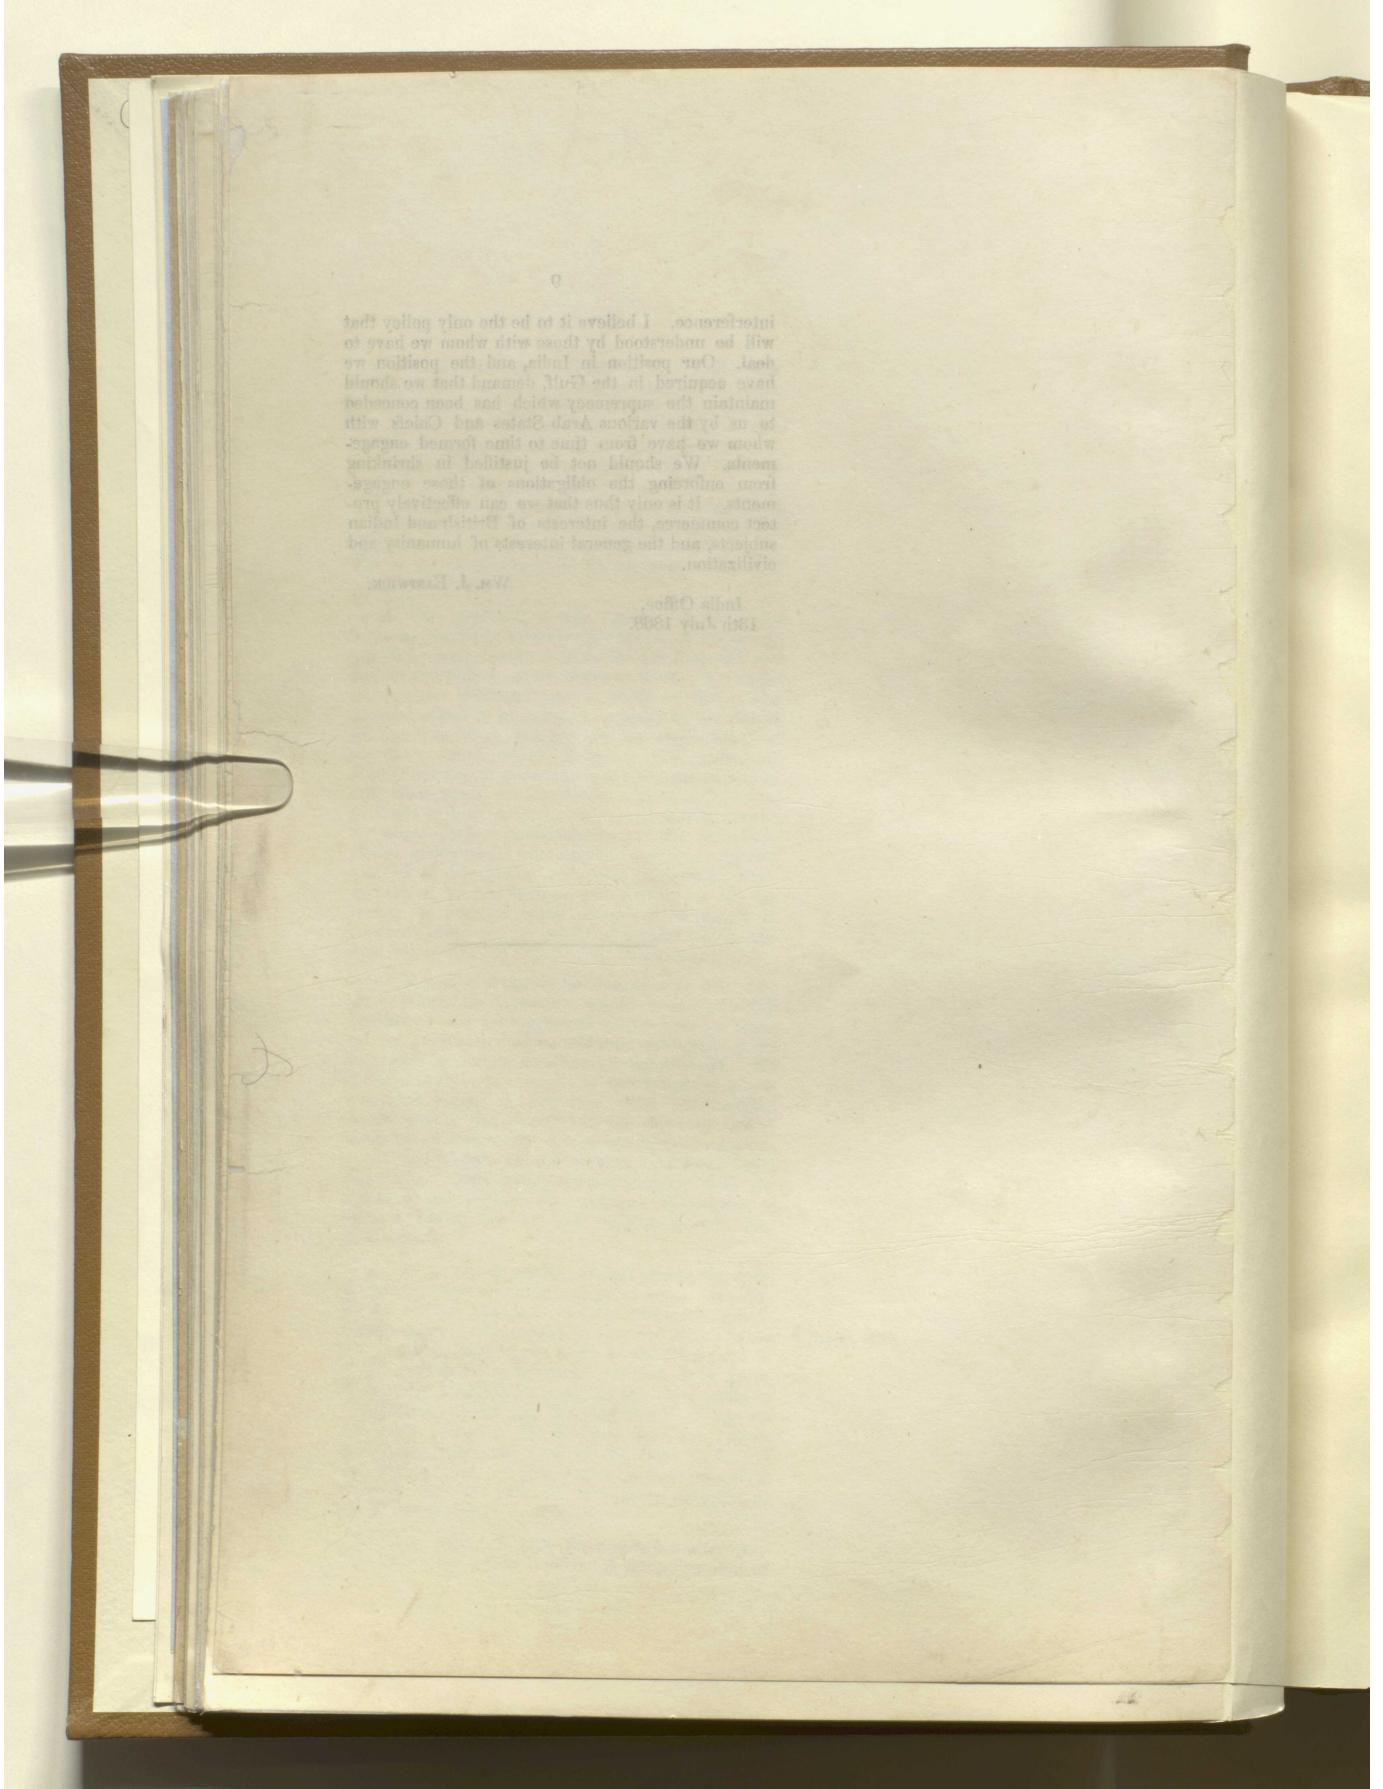 9
interference. I believe it to be the only policy that
will be understood by those with whom we have to
deal. Our position in India, and the position we
have acquired in the Gulf, demand that we should
maintain the supremacy which has been conceded
to us by the various Arab States and Chiefs with
whom we have from time to time formed engage-
ments. We should not be justified in shrinking
from enforcing the obligations of those engage-
ments. It is only thus that we can effectively pro-
tect commerce, the interests of British and Indian
subjects, and the general interests of humanity and
civilization.
WM. J. EASTWICK.
India Office,
13th July 1868.